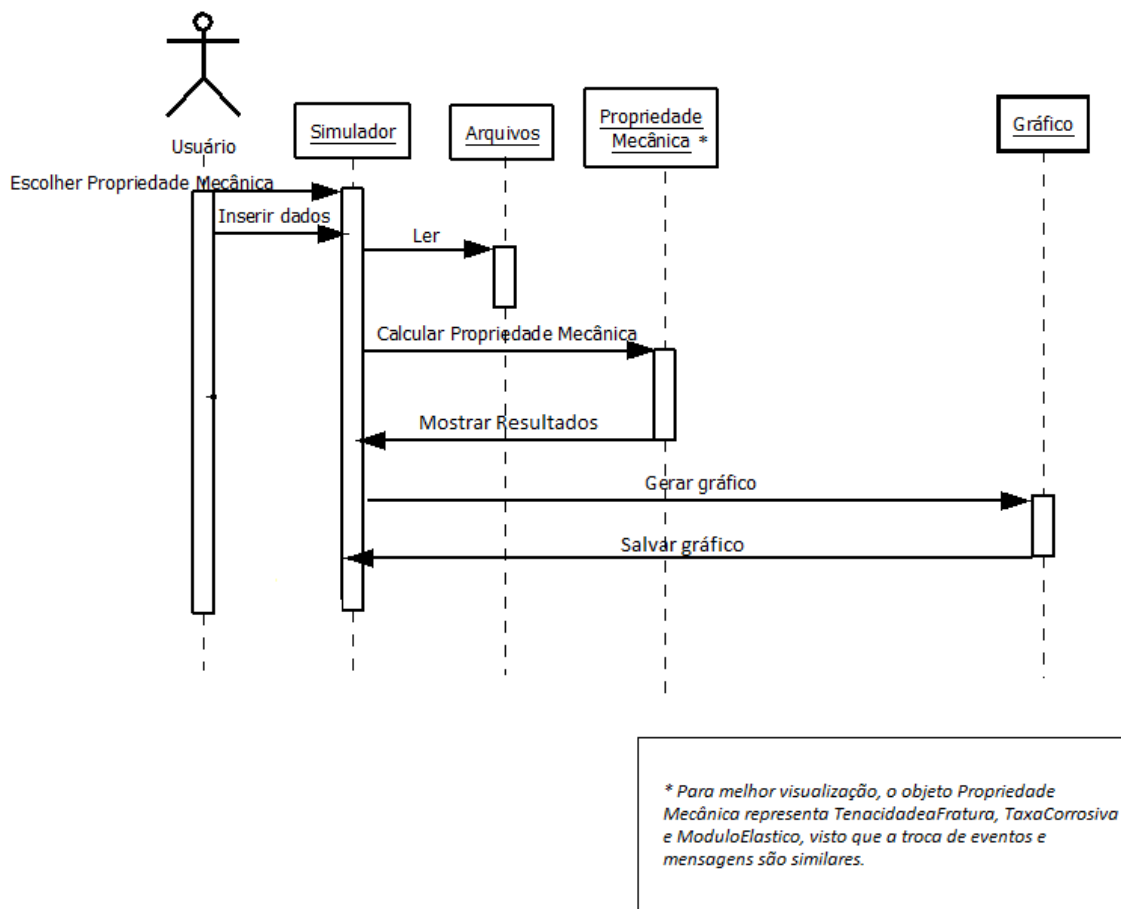 Usuário
Simulador
Arquivos
Propriedade
Mecânica *
Gráfico
Escolher Propriedade Mecânica
Inserir dados
Ler
Calcular Propriedade Mecânica
Mostrar Resultados
Gerar gráfico
Salvar gráfico
* Para melhor visualização, o objeto Propriedade
Mecânica representa TenacidadeaFratura, TaxaCorrosiva
e ModuloElastico, visto que a troca de eventos e
mensagens são similares.